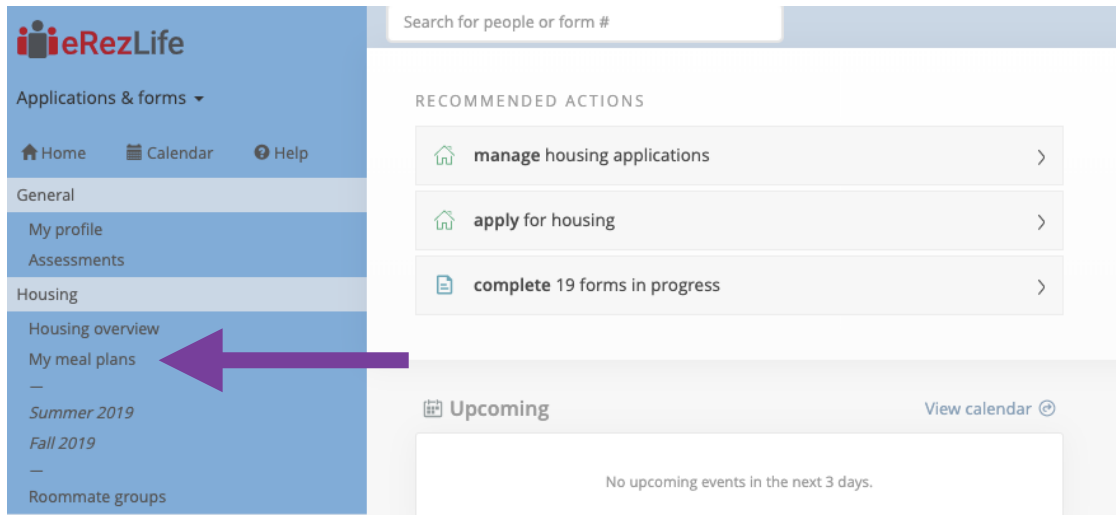 eRezLife
Applications & forms
Home Calendar Help
General
My profile
Assessments
Housing
Housing overview
My meal plans
—
Summer 2019
Fall 2019
—
Roommate groups
Search for people or form #
RECOMMENDED ACTIONS
manage housing applications
apply for housing
complete 19 forms in progress
Upcoming
View calendar
No upcoming events in the next 3 days.